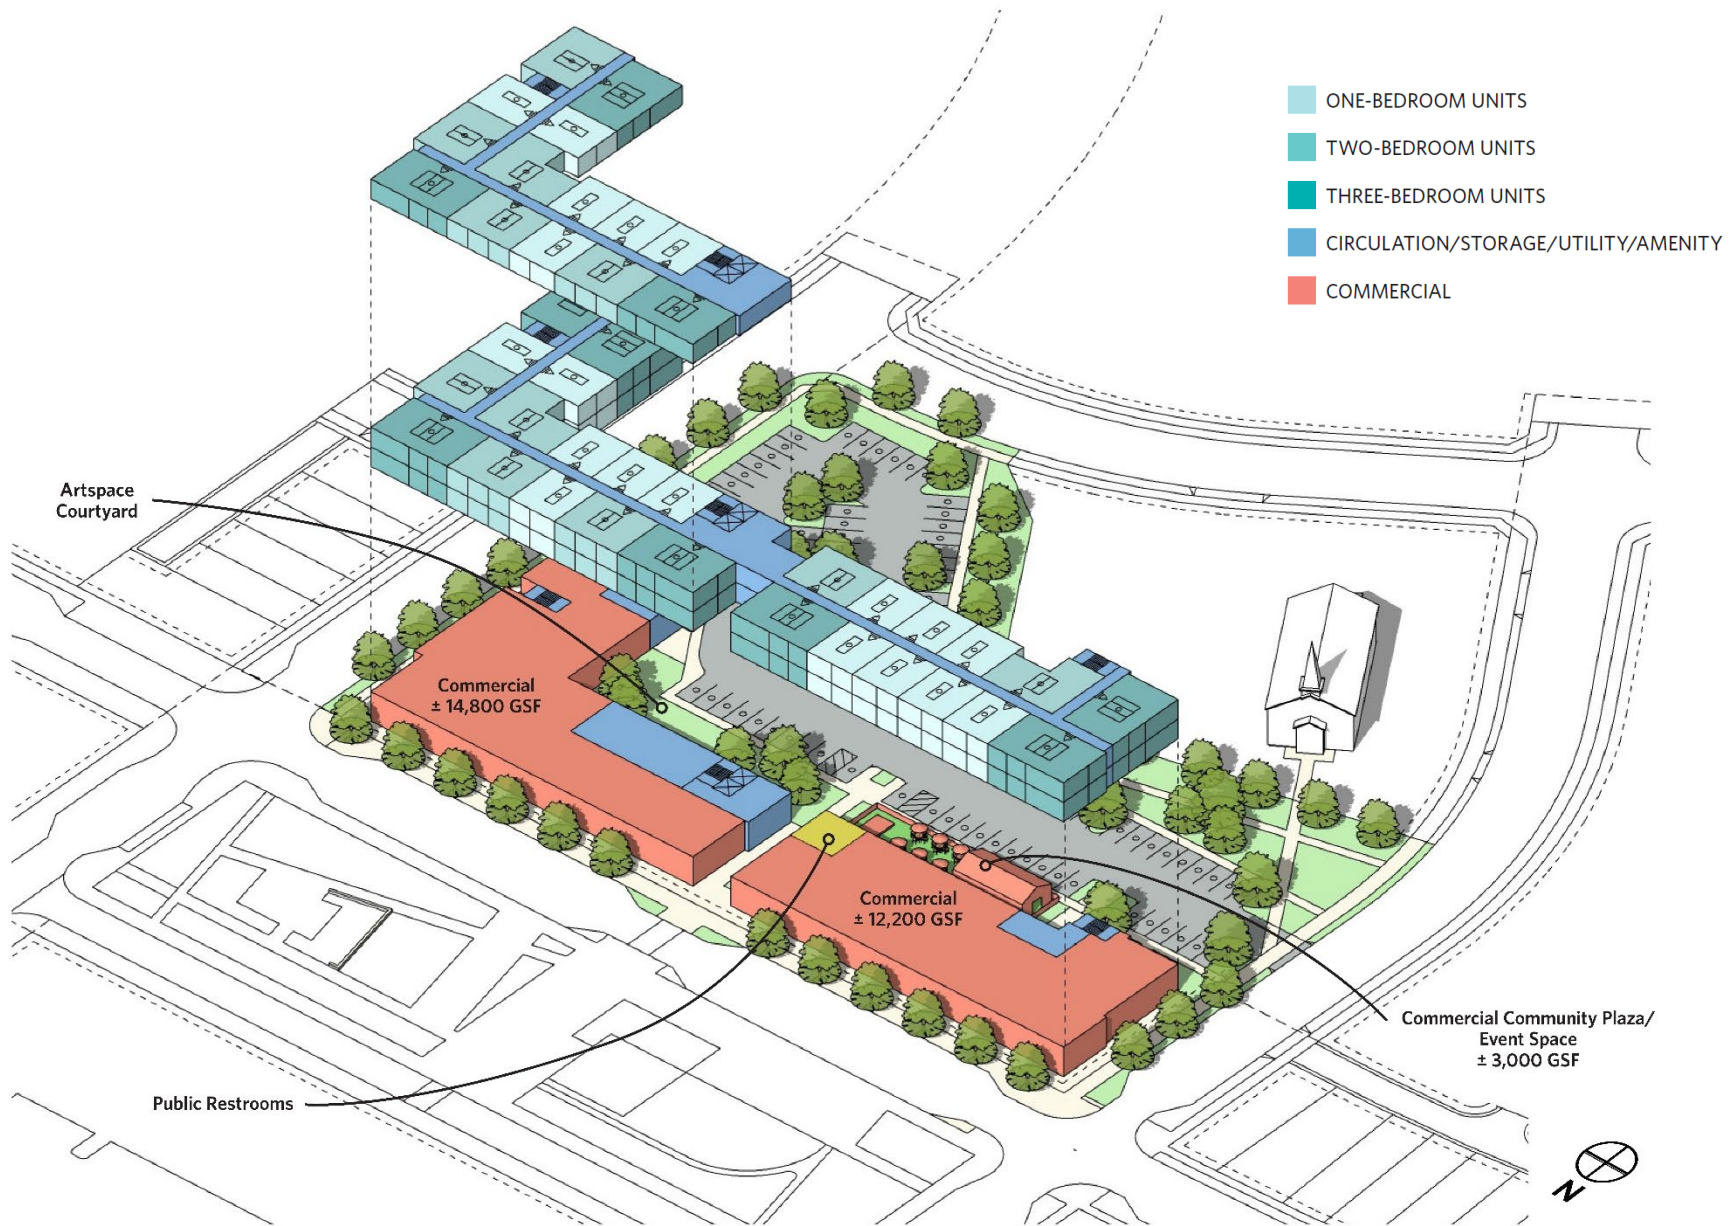 ONE-BEDROOM UNITS
TWO-BEDROOM UNITS
THREE-BEDROOM UNITS
CIRCULATION/STORAGE/UTILITY/AMENITY
COMMERCIAL
Artspace
Courtyard
Commercial
± 14,800 GSF
Commercial
± 12,200 GSF
Commercial Community Plaza/
Event Space
± 3,000 GSF
Public Restrooms
N